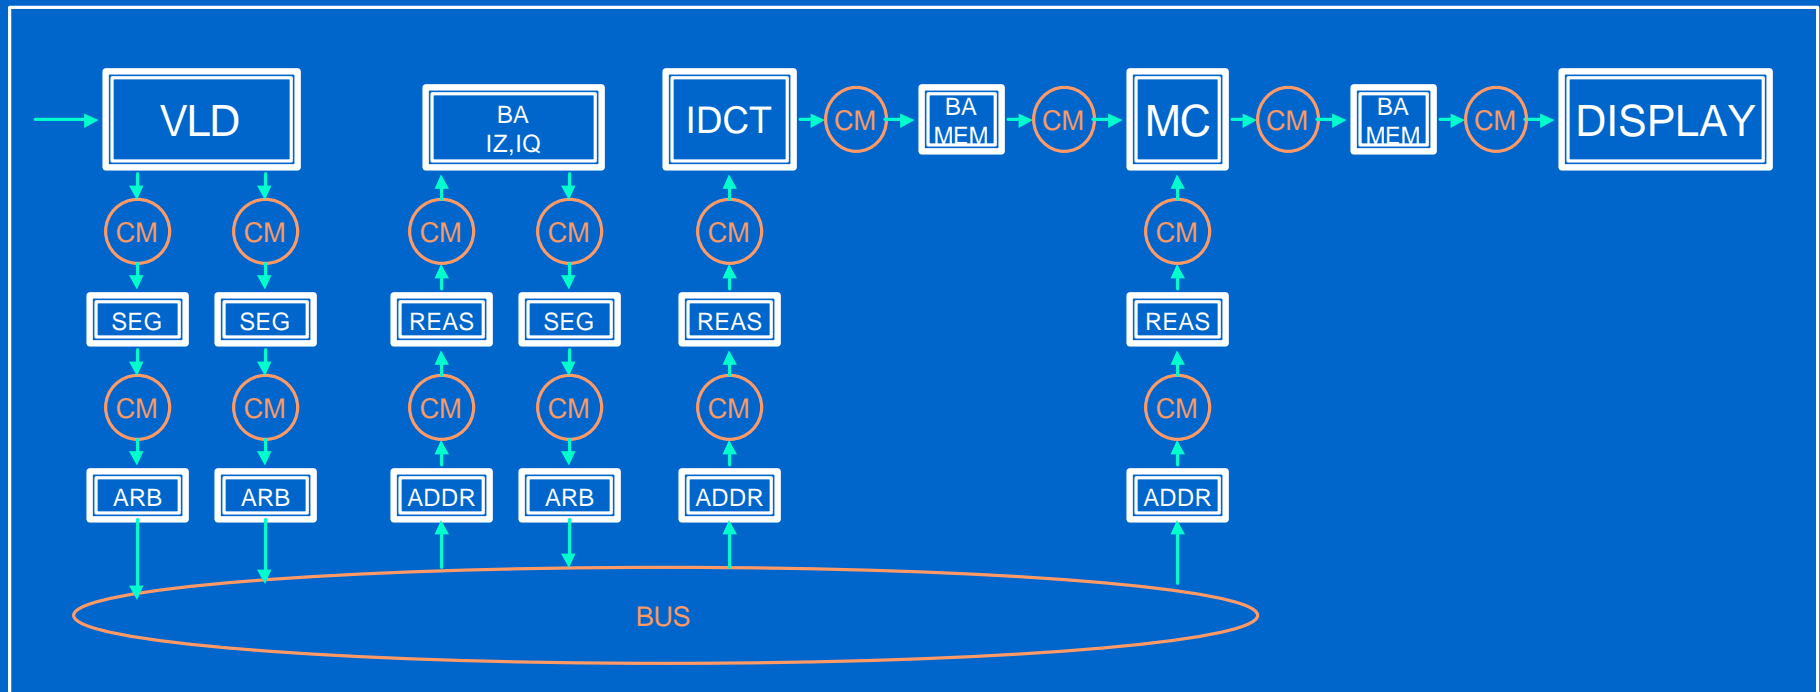 VLD
BA
IZ,IQ
IDCT
CM
BA
MEM
CM
MC
CM
BA
MEM
CM
DISPLAY
CM
CM
CM
CM
CM
CM
SEG
SEG
REAS
SEG
REAS
REAS
CM
CM
CM
CM
CM
CM
ARB
ARB
ADDR
ARB
ADDR
ADDR
BUS